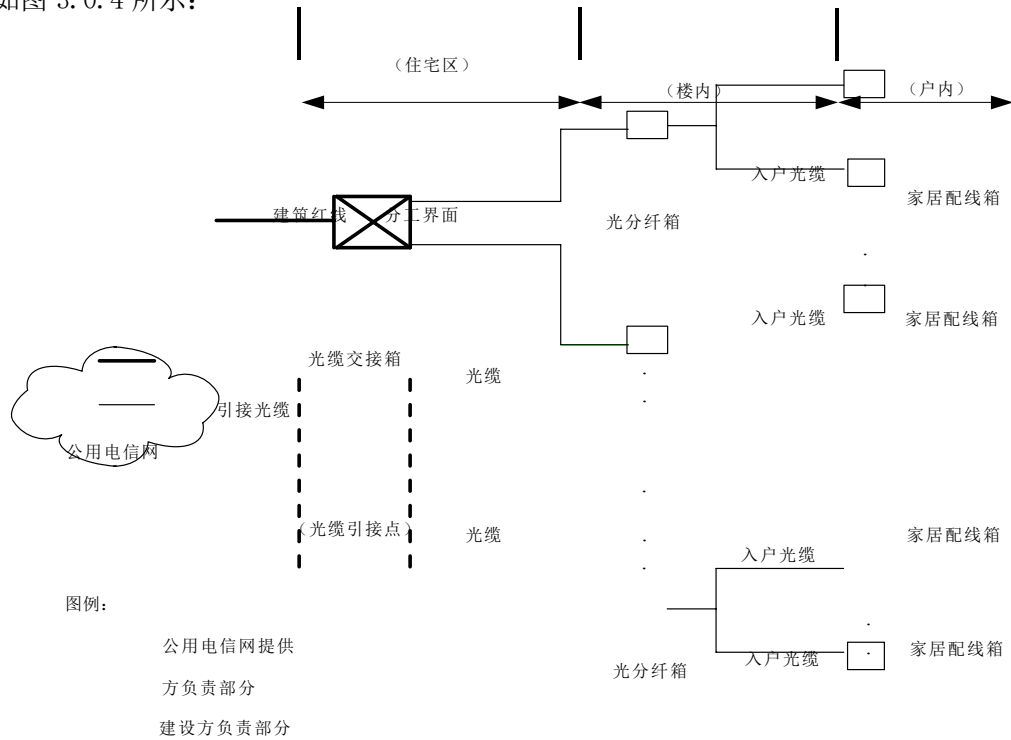 如图 3.0.4 所示：
（住宅区）
（楼内）
（户内）
入户光缆
家居配线箱
建筑红线
分工界面
光分纤箱
入户光缆
家居配线箱
光缆交接箱
光缆
引接光缆
公用电信网
（光缆引接点）
光缆
家居配线箱
入户光缆
图例：
公用电信网提供
方负责部分
建设方负责部分
光分纤箱
入户光缆
家居配线箱